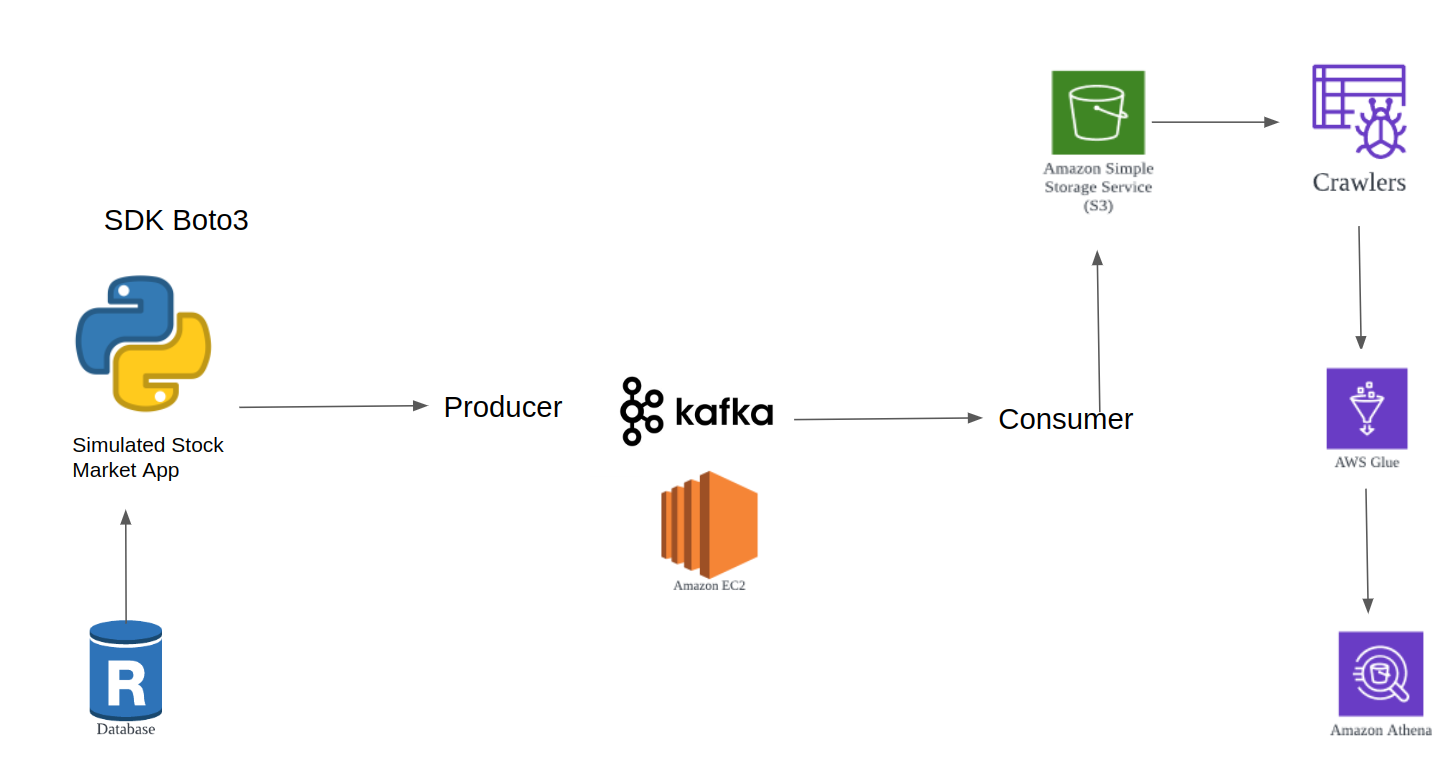 SDK Boto3
Simulated Stock
Market App
R
Database
Producer
kafka
Amazon EC2
Consumer
Amazon Simple
Storage Service
(S3)
Crawlers
AWS Glue
Amazon Athena